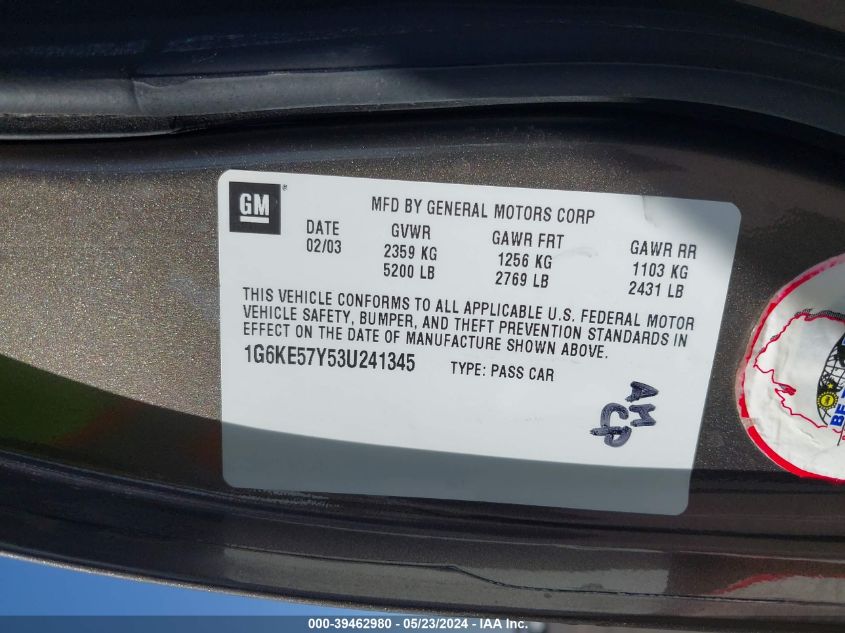 GM
MFD BY GENERAL MOTORS CORP
DATE GVWR GAWR FRT GAWR RR
02/03 2359 KG 1256 KG 1103 KG
5200 LB 2769 LB 2431 LB
THIS VEHICLE CONFORMS TO ALL APPLICABLE U.S. FEDERAL MOTOR
VEHICLE SAFETY, BUMPER, AND THEFT PREVENTION STANDARDS IN
EFFECT ON THE DATE OF MANUFACTURE SHOWN ABOVE.
1G6KE57Y53U241345 TYPE: PASS CAR
AM
CP
000-39462980 - 05/23/2024 - IAA Inc.